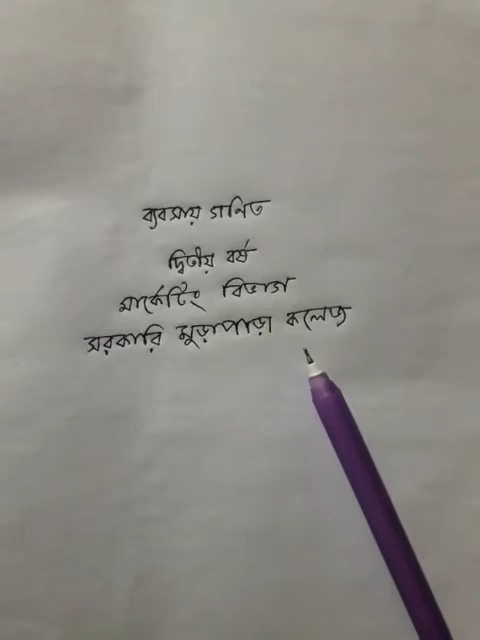 ব্যবসায় গনিত
দ্বিতীয় বর্ষ
মার্কেটিং বিভাগ
সরকারি মুড়াপাড়া কলেজ